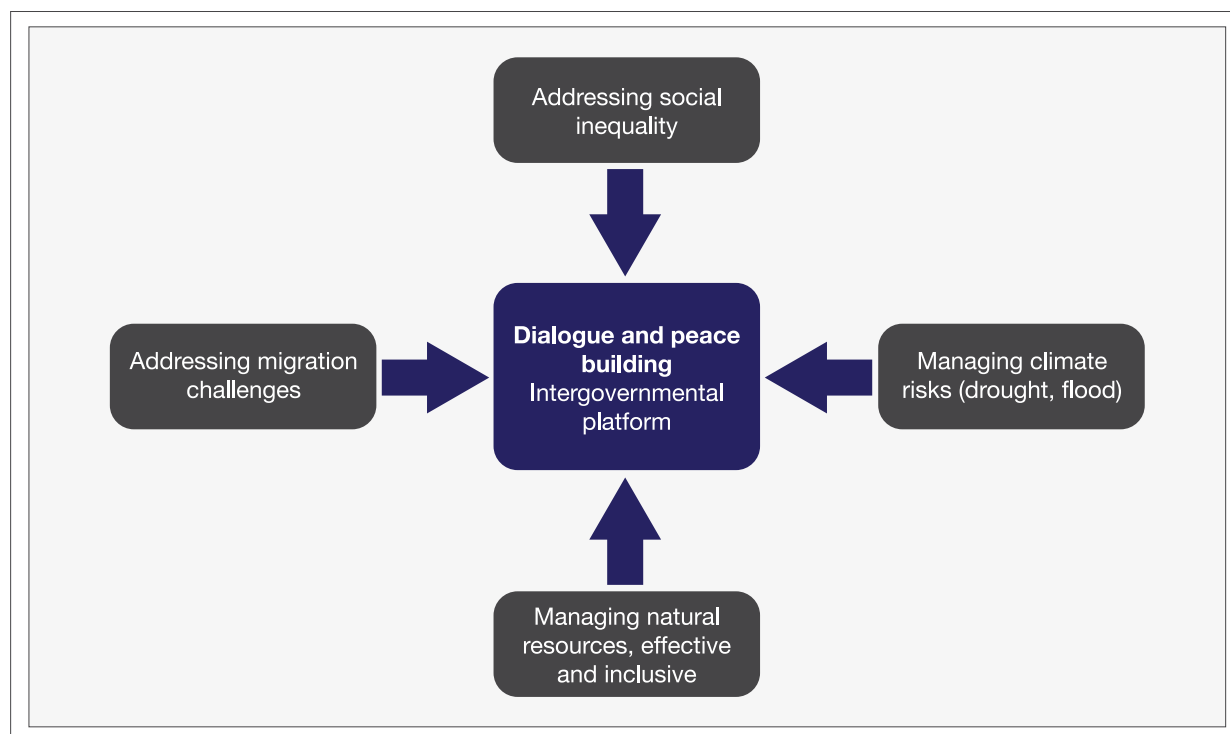 Addressing social
inequality
Addressing migration
challenges
Dialogue and peace
building
Intergovernmental
platform
Managing climate
risks (drought, flood)
Managing natural
resources, effective
and inclusive